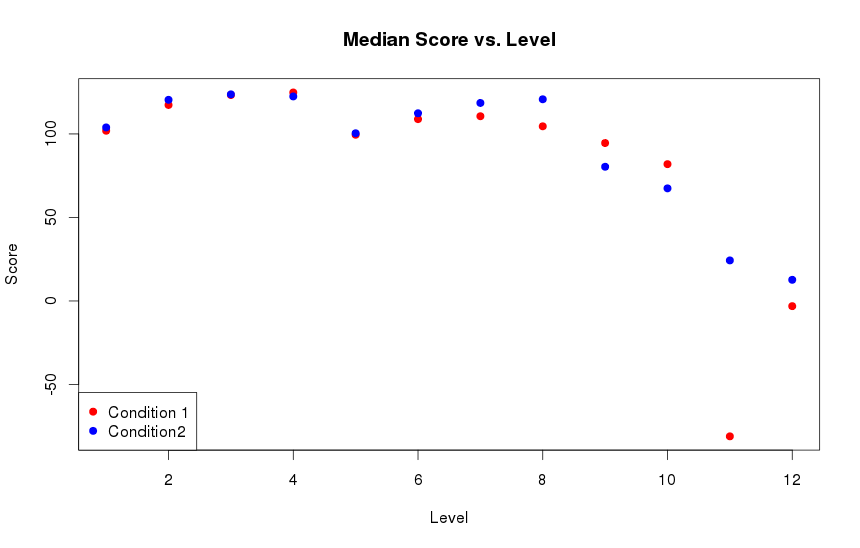 Median Score vs. Level
Score
100
50
0
-50
Condition 1
Condition2
2 4 6 8 10 12
Level